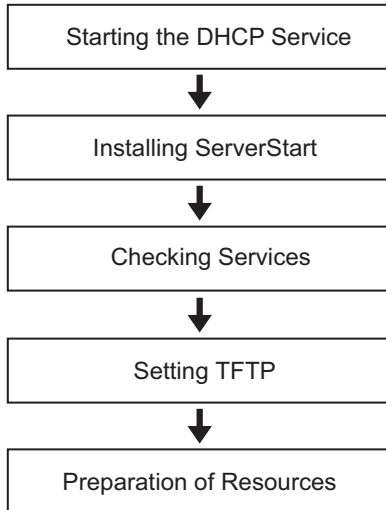 Starting the DHCP Service
Installing ServerStart
Checking Services
Setting TFTP
Preparation of Resources